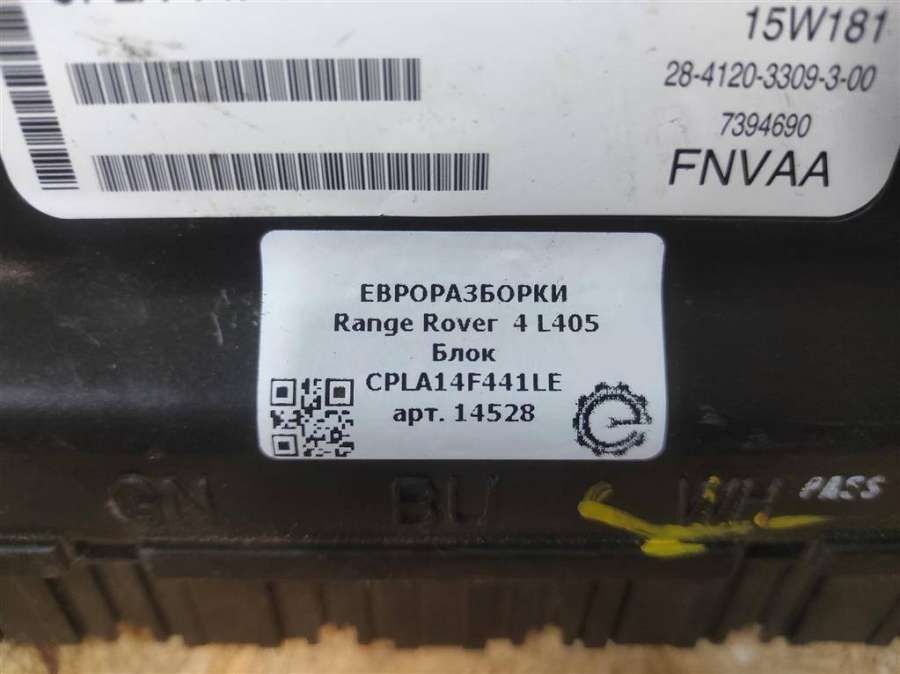 15W181
28-4120-3309-3-00
7394690
FNVAA
ЕВРОРАЗБОРКИ
Range Rover 4 L405
Блок
CPLA14F441LE
арт. 14528
GN BU WH PASS